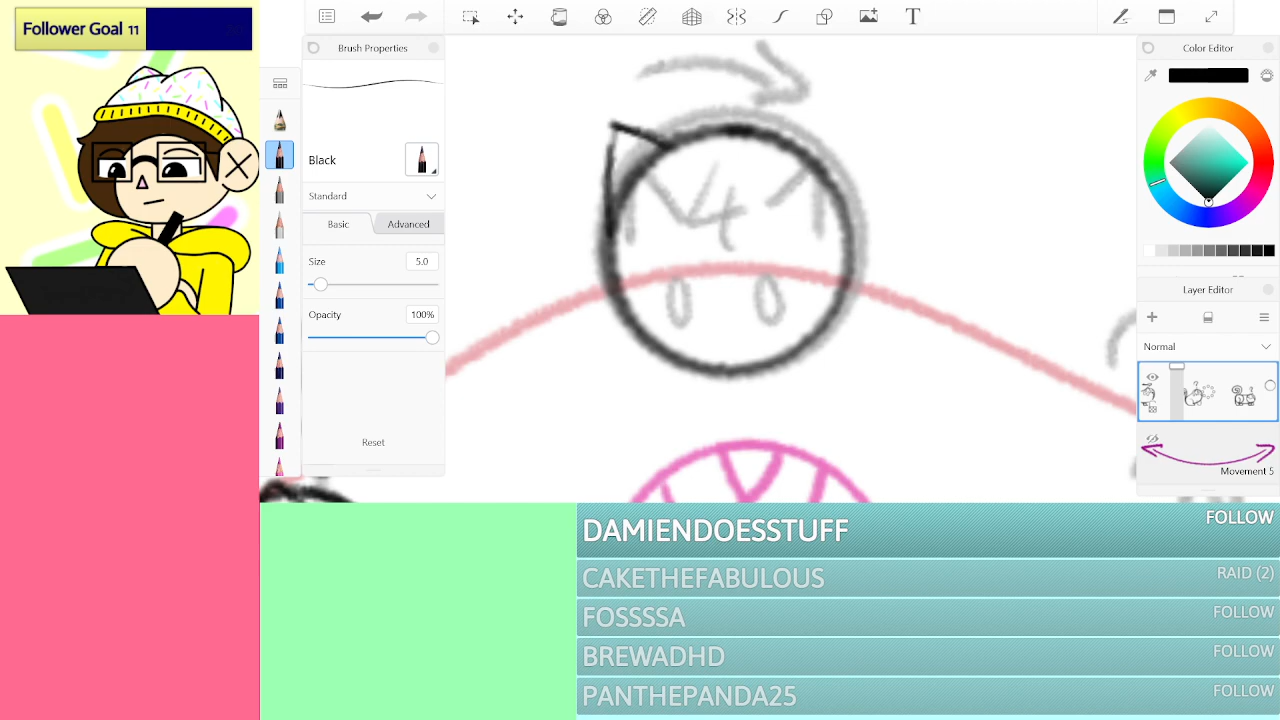 Follower Goal 11
Brush Properties
Black
Standard
Basic
Advanced
Size
5.0
Opacity
100%
Reset
T
4
Color Editor
Layer Editor
Normal
Movement 5
DAMIENDOESSTUFF FOLLOW
CAKETHEFABULOUS RAID (2)
FOSSSSA FOLLOW
BREWADHD FOLLOW
PANTHEPANDA25 FOLLOW